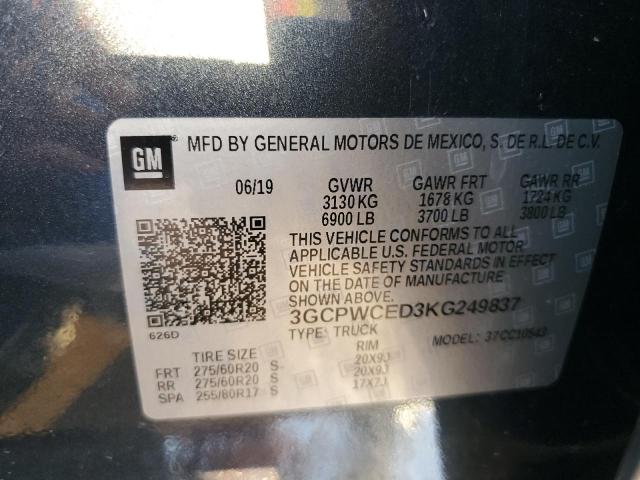 GM MFD BY GENERAL MOTORS DE MEXICO, S. DE R.L. DE C.V.
06/19 GVWR GAWR FRT GAWR RR
3130 KG 1678 KG 1724 KG
6900 LB 3700 LB 3800 LB
THIS VEHICLE CONFORMS TO ALL
APPLICABLE U.S. FEDERAL MOTOR
VEHICLE SAFETY STANDARDS IN EFFECT
ON THE DATE OF MANUFACTURE
SHOWN ABOVE.
3GCPWCED3KG249837
626D TYPE: TRUCK MODEL: 37CC10543
TIRE SIZE RIM
FRT 275/60R20 S 20X9J
RR 275/60R20 S 20X9J
SPA 255/80R17 S 17X7J